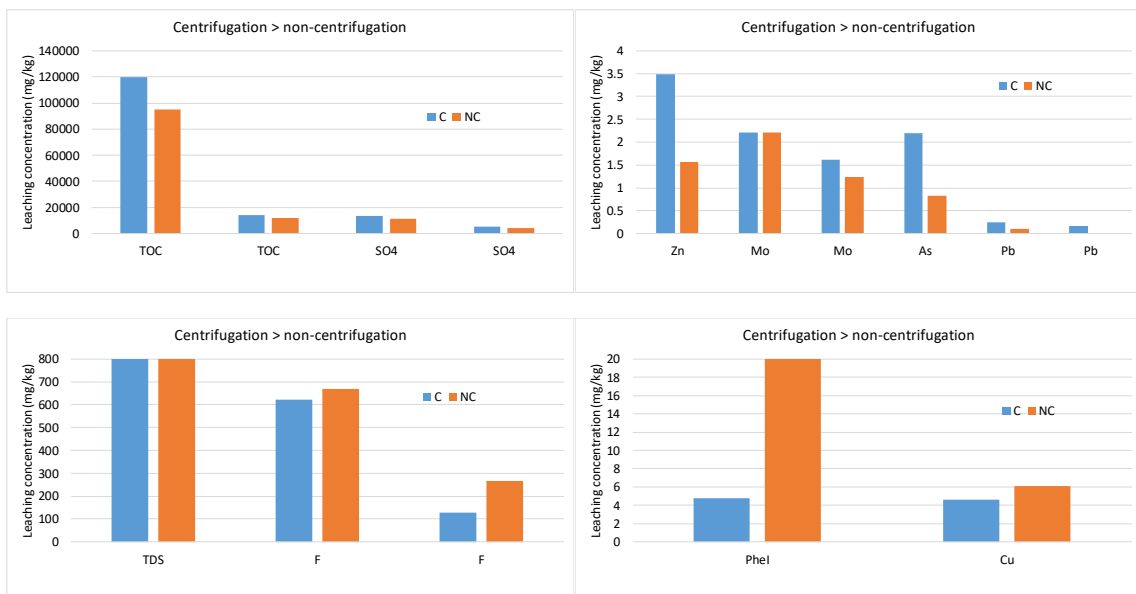 Centrifugation > non-centrifugation
Leaching concentration (mg/kg)
140000
120000
100000
80000
60000
40000
20000
0
C NC
TOC TOC SO4 SO4
Centrifugation > non-centrifugation
Leaching concentration (mg/kg)
4
3.5
3
2.5
2
1.5
1
0.5
0
C NC
Zn Mo Mo As Pb Pb
Centrifugation > non-centrifugation
Leaching concentration (mg/kg)
800
700
600
500
400
300
200
100
0
C NC
TDS F F
Centrifugation > non-centrifugation
Leaching concentration (mg/kg)
20
18
16
14
12
10
8
6
4
2
0
C NC
PheI Cu